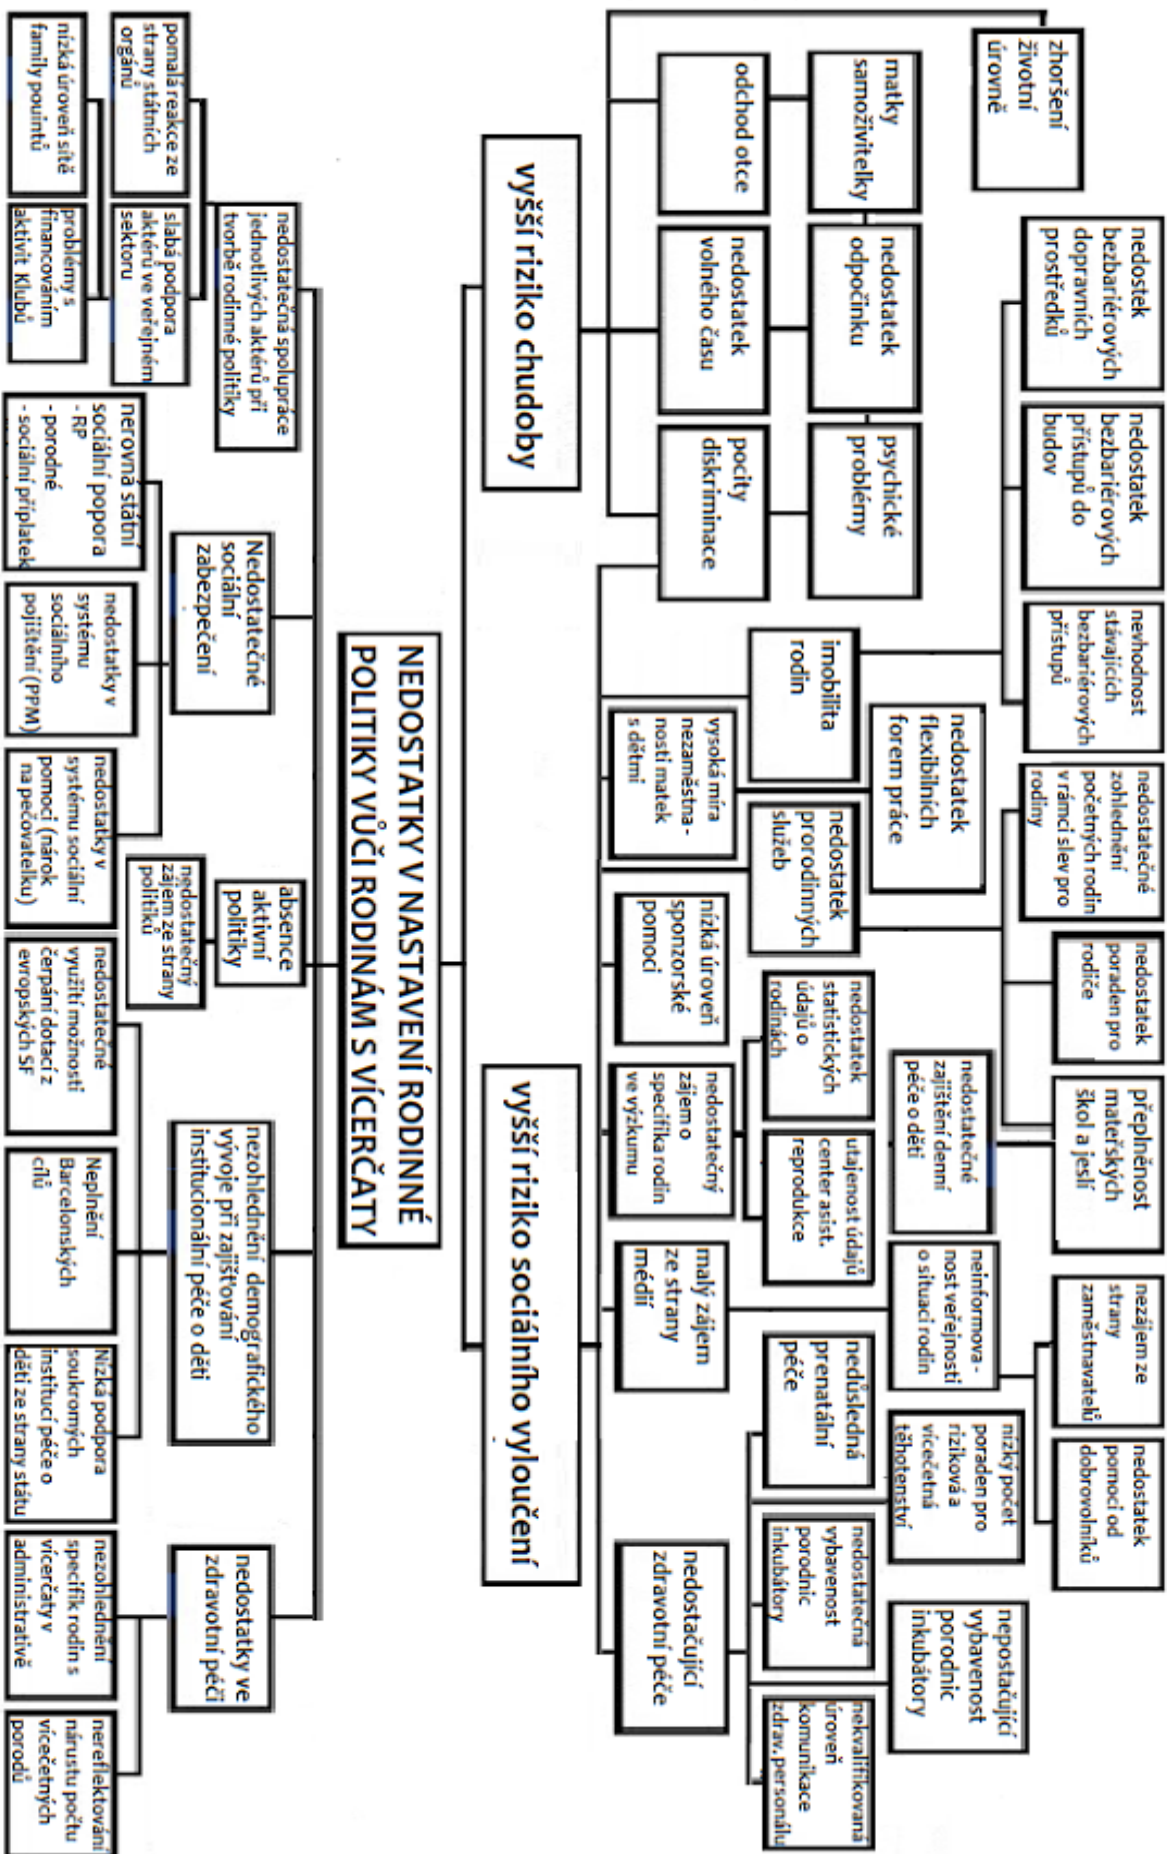 zhoršení
životní
úrovně
matky
samoživitelky
odchod otce
nedostatek
odpočinku
nedostatek
volného času
psychické
problémy
pocity
diskriminace
nedostek
bezbariérových
dopravních
prostředků
nedostatek
bezbariérových
přístupů do
budov
nevhodnost
stávajících
bezbariérových
přístupů
imobilita
rodin
nedostatečné
zohlednění
početných rodin
v rámci slev pro
rodiny
nedostatek
poraden pro
rodiče
přeplněnost
mateřských
škol a jeslí
nezájem ze
strany
zaměstnavatelů
nedostatek
pomoci od
dobrovolníků
nedostatek
flexibilních
forem práce
nedostatečné
zajištění denní
péče o děti
neinformova-
nost veřejnosti
o situaci rodin
nízký počet
poraden pro
riziková a
vícečetná
těhotenství
nepostačující
vybavenost
porodnic
inkubátory
nedostatek
prorodinných
služeb
nedostatek
statistických
údajů o
rodinách
utajenost údajů
center asist.
reprodukce
nedůsledná
prenatální
péče
nedostatečná
vybavenost
porodnic
inkubátory
nekvalifikovaná
úroveň
komunikace
zdrav. personálu
vysoká míra
nezaměstna-
nosti matek
s dětmi
nízká úroveň
sponzorské
pomoci
nedostatečný
zájem o
specifika rodin
ve výzkumu
malý zájem
ze strany
médií
nedostačující
zdravotní péče
vyšší riziko chudoby
vyšší riziko sociálního vyloučení
NEDOSTATKY V NASTAVENÍ RODINNÉ
POLITIKY VŮČI RODINÁM S VÍCERČATY
nedostatečná spolupráce
jednotlivých aktérů při
tvorbě rodinné politiky
Nedostatečné
sociální
zabezpečení
absence
aktivní
politiky
nezohlednění demografického
vývoje při zajišťování
institucionální péče o děti
nedostatky ve
zdravotní péči
pomalá reakce ze
strany státních
orgánů
slabá podpora
aktérů ve veřejném
sektoru
nedostatečný
zájem ze strany
politiků
nízká úroveň sítě
family pouintů
problémy s
financováním
aktivit Klubů
nerovná státní
sociální popora
- RP
- porodné
- sociální příplatek
nedostatky v
systému
sociálního
pojištění (PPM)
nedostatky v
systému sociální
pomoci (nárok
na pečovatelku)
nedostatečné
využití možnosti
čerpání dotací z
evropských SF
Neplnění
Barcelonských
cílů
Nízká podpora
soukromých
institucí péče o
děti ze strany státu
nezohlednění
specifik rodin s
vícerčaty v
administrativě
nereflektování
nárustu počtu
vícečetných
porodů